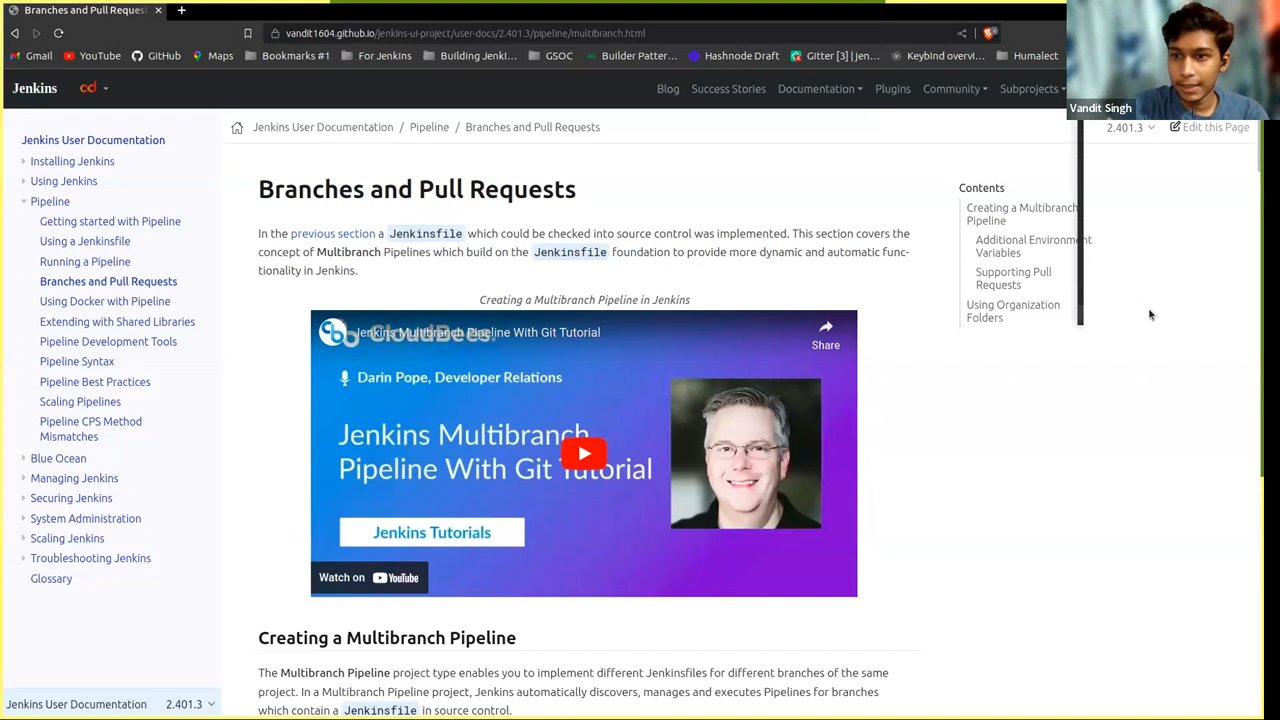 Branches and Pull Reques
vandit1604.github.io/jenkins-ui-project/user-docs/2.401.3/pipeline/multibranch.html
Gmail
YouTube
GitHub
Maps
Bookmarks #1
For Jenkins
Building Jenki...
GSOC
Builder Patter...
Hashnode Draft
Gitter [3] | Jen...
Keybind overvi...
Humalect
Vandit Singh
Jenkins
cd
Blog
Success Stories
Documentation
Plugins
Community
Subprojects
Jenkins User Documentation / Pipeline / Branches and Pull Requests
2.401.3
Edit this Page
Jenkins User Documentation
Installing Jenkins
Using Jenkins
Pipeline
Getting started with Pipeline
Using a Jenkinsfile
Running a Pipeline
Branches and Pull Requests
Using Docker with Pipeline
Extending with Shared Libraries
Pipeline Development Tools
Pipeline Syntax
Pipeline Best Practices
Scaling Pipelines
Pipeline CPS Method
Mismatches
Blue Ocean
Managing Jenkins
Securing Jenkins
System Administration
Scaling Jenkins
Troubleshooting Jenkins
Glossary
Jenkins User Documentation
2.401.3
Branches and Pull Requests
In the previous section a Jenkinsfile which could be checked into source control was implemented. This section covers the
concept of Multibranch Pipelines which build on the Jenkinsfile foundation to provide more dynamic and automatic func-
tionality in Jenkins.
Creating a Multibranch Pipeline in Jenkins
CloudBees.
Jenkins Multibranch Pipeline With Git Tutorial
Share
Darin Pope, Developer Relations
Jenkins Multibranch
Pipeline With Git Tutorial
Jenkins Tutorials
Watch on YouTube
Creating a Multibranch Pipeline
The Multibranch Pipeline project type enables you to implement different Jenkinsfiles for different branches of the same
project. In a Multibranch Pipeline project, Jenkins automatically discovers, manages and executes Pipelines for branches
which contain a Jenkinsfile in source control.
Contents
Creating a Multibranch
Pipeline
Additional Environment
Variables
Supporting Pull
Requests
Using Organization
Folders